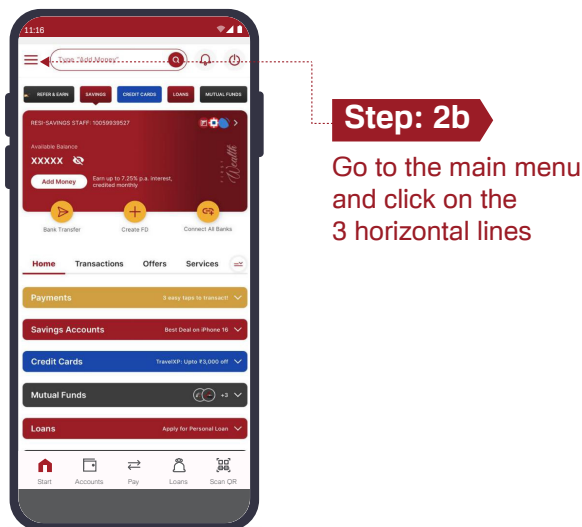 11:16
Type "Add Money"
REFER & EARN SAVINGS CREDIT CARDS LOANS MUTUAL FUNDS
RESI-SAVINGS STAFF: 10059939527
Available Balance
XXXXX
Add Money
Earn up to 7.25% p.a. interest,
credited monthly
FIRST
Wealth
Bank Transfer Create FD Connect All Banks
Home Transactions Offers Services
Payments 3 easy taps to transact!
Savings Accounts Best Deal on iPhone 16
Credit Cards TravelXP: Upto ₹3,000 off
Mutual Funds +3
Loans Apply for Personal Loan
Start Accounts Pay Loans Scan QR
Step: 2b
Go to the main menu
and click on the
3 horizontal lines